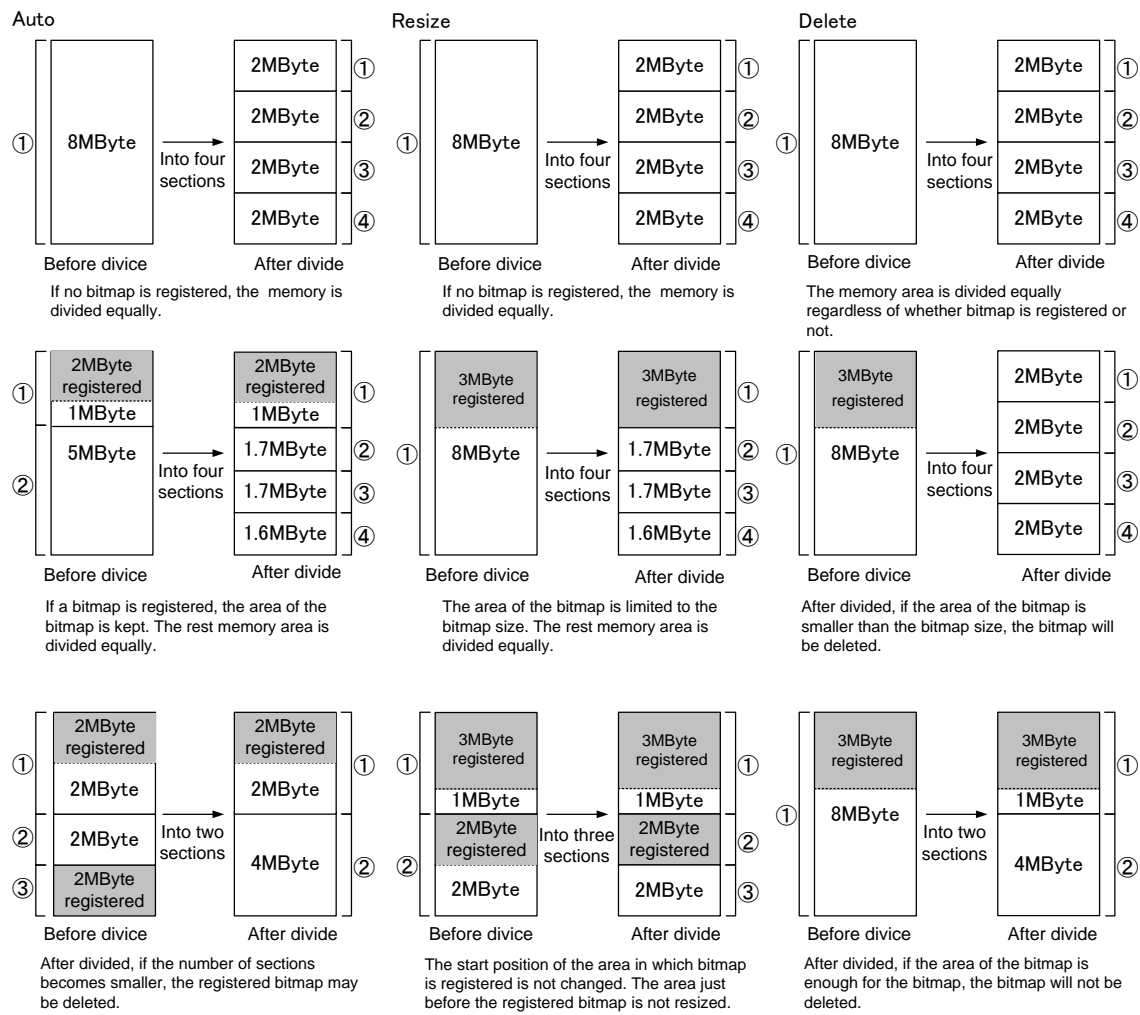 Auto
①
8MByte
Into four
sections
2MByte
①
2MByte
②
2MByte
③
2MByte
④
Before divice
After divide
If no bitmap is registered, the  memory is
divided equally.
Resize
①
8MByte
Into four
sections
2MByte
①
2MByte
②
2MByte
③
2MByte
④
Before divice
After divide
If no bitmap is registered, the  memory is
divided equally.
Delete
①
8MByte
Into four
sections
2MByte
①
2MByte
②
2MByte
③
2MByte
④
Before divice
After divide
The memory area is divided equally
regardless of whether bitmap is registered or
not.
①
2MByte
registered
1MByte
②
5MByte
Into four
sections
2MByte
registered
1MByte
①
1.7MByte
②
1.7MByte
③
1.6MByte
④
Before divice
After divide
If a bitmap is registered, the area of the
bitmap is kept. The rest memory area is
divided equally.
①
3MByte
registered
8MByte
Into four
sections
3MByte
registered
①
1.7MByte
②
1.7MByte
③
1.6MByte
④
Before divice
After divide
The area of the bitmap is limited to the
bitmap size. The rest memory area is
divided equally.
①
3MByte
registered
8MByte
Into four
sections
2MByte
①
2MByte
②
2MByte
③
2MByte
④
Before divice
After divide
After divided, if the area of the bitmap is
smaller than the bitmap size, the bitmap will
be deleted.
①
2MByte
registered
2MByte
②
2MByte
③
2MByte
registered
Into two
sections
2MByte
registered
2MByte
①
4MByte
②
Before divice
After divide
After divided, if the number of sections
becomes smaller, the registered bitmap may
be deleted.
①
3MByte
registered
1MByte
②
2MByte
registered
2MByte
Into three
sections
3MByte
registered
1MByte
①
2MByte
registered
②
2MByte
③
Before divice
After divide
The start position of the area in which bitmap
is registered is not changed. The area just
before the registered bitmap is not resized.
①
3MByte
registered
8MByte
Into two
sections
3MByte
registered
1MByte
①
4MByte
②
Before divice
After divide
After divided, if the area of the bitmap is
enough for the bitmap, the bitmap will not be
deleted.